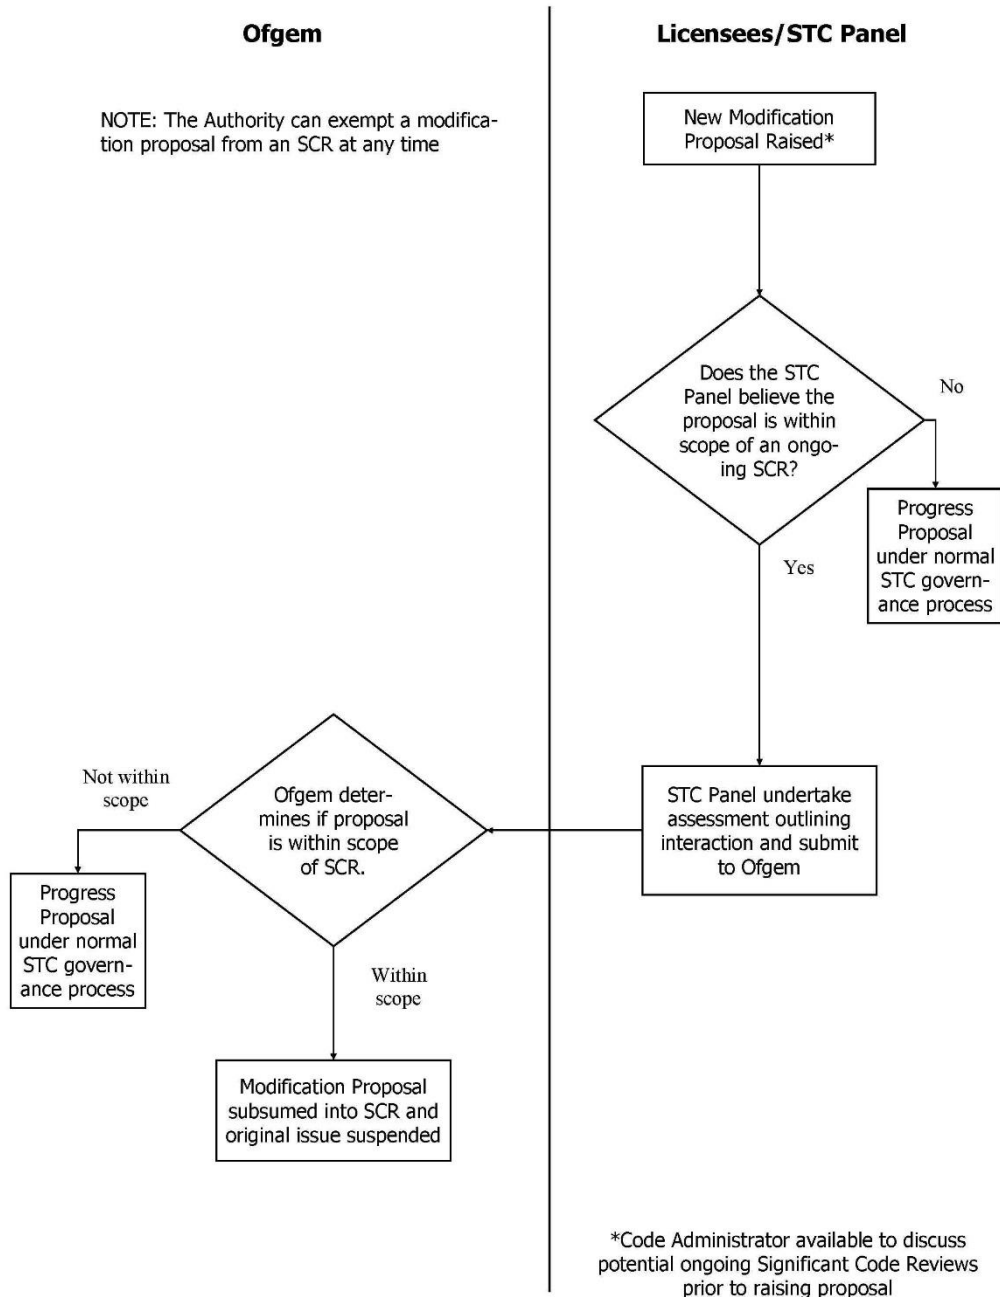 Ofgem
Licensees/STC Panel
NOTE: The Authority can exempt a modifica-
tion proposal from an SCR at any time
New Modification
Proposal Raised*
Does the STC
Panel believe the
proposal is within
scope of an ongo-
ing SCR?
No
Progress
Proposal
under normal
STC govern-
ance process
Yes
STC Panel undertake
assessment outlining
interaction and submit
to Ofgem
Ofgem deter-
mines if proposal
is within scope
of SCR.
Not within
scope
Progress
Proposal
under normal
STC govern-
ance process
Within
scope
Modification Proposal
subsumed into SCR and
original issue suspended
*Code Administrator available to discuss
potential ongoing Significant Code Reviews
prior to raising proposal